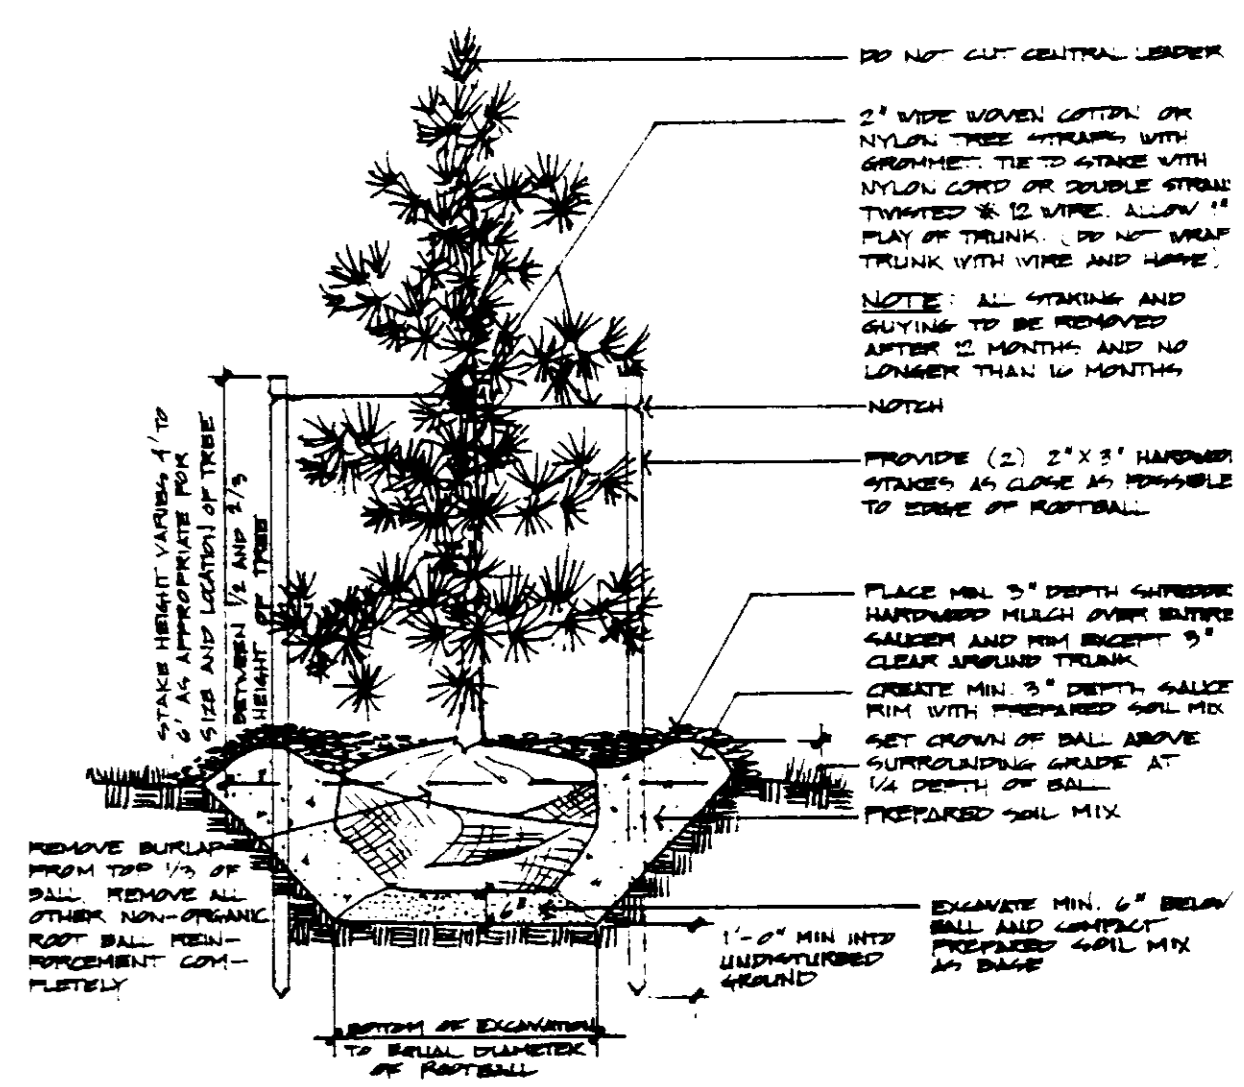 DO NOT CUT CENTRAL LEADER
2" WIDE WOVEN COTTON OR
NYLON TREE STRAPS WITH
GROMMET. TIE TO STAKE WITH
NYLON CORD OR DOUBLE STRAN
TWISTED # 12 WIRE. ALLOW 1"
PLAY OF TRUNK. (DO NOT WRAP
TRUNK WITH WIRE AND HOSE)
NOTE: ALL STAKING AND
GUYING TO BE REMOVED
AFTER 12 MONTHS AND NO
LONGER THAN 16 MONTHS
NOTCH
PROVIDE (2) 2" X 3" HARDWOO
STAKES AS CLOSE AS POSSIBLE
TO EDGE OF ROOTBALL
PLACE MIN. 3" DEPTH SHREDDE
HARDWOOD MULCH OVER ENTIRE
SAUCER AND RIM EXCEPT 3"
CLEAR AROUND TRUNK
CREATE MIN. 3" DEPTH SAUCE
RIM WITH PREPARED SOIL MIX
SET CROWN OF BALL ABOVE
SURROUNDING GRADE AT
1/4 DEPTH OF BALL
PREPARED SOIL MIX
EXCAVATE MIN. 6" BELOW
BALL AND COMPACT
PREPARED SOIL MIX
AS BASE
1'-0" MIN INTO
UNDISTURBED
GROUND
6"
BOTTOM OF EXCAVATION
TO EQUAL DIAMETER
OF ROOTBALL
STAKE HEIGHT VARIES 4' TO
6' AS APPROPRIATE FOR
SIZE AND LOCATION OF TREE
BETWEEN 1/2 AND 2/3
HEIGHT OF TREE
REMOVE BURLAP
FROM TOP 1/3 OF
BALL. REMOVE ALL
OTHER NON-ORGANIC
ROOT BALL REIN-
FORCEMENT COM-
PLETELY